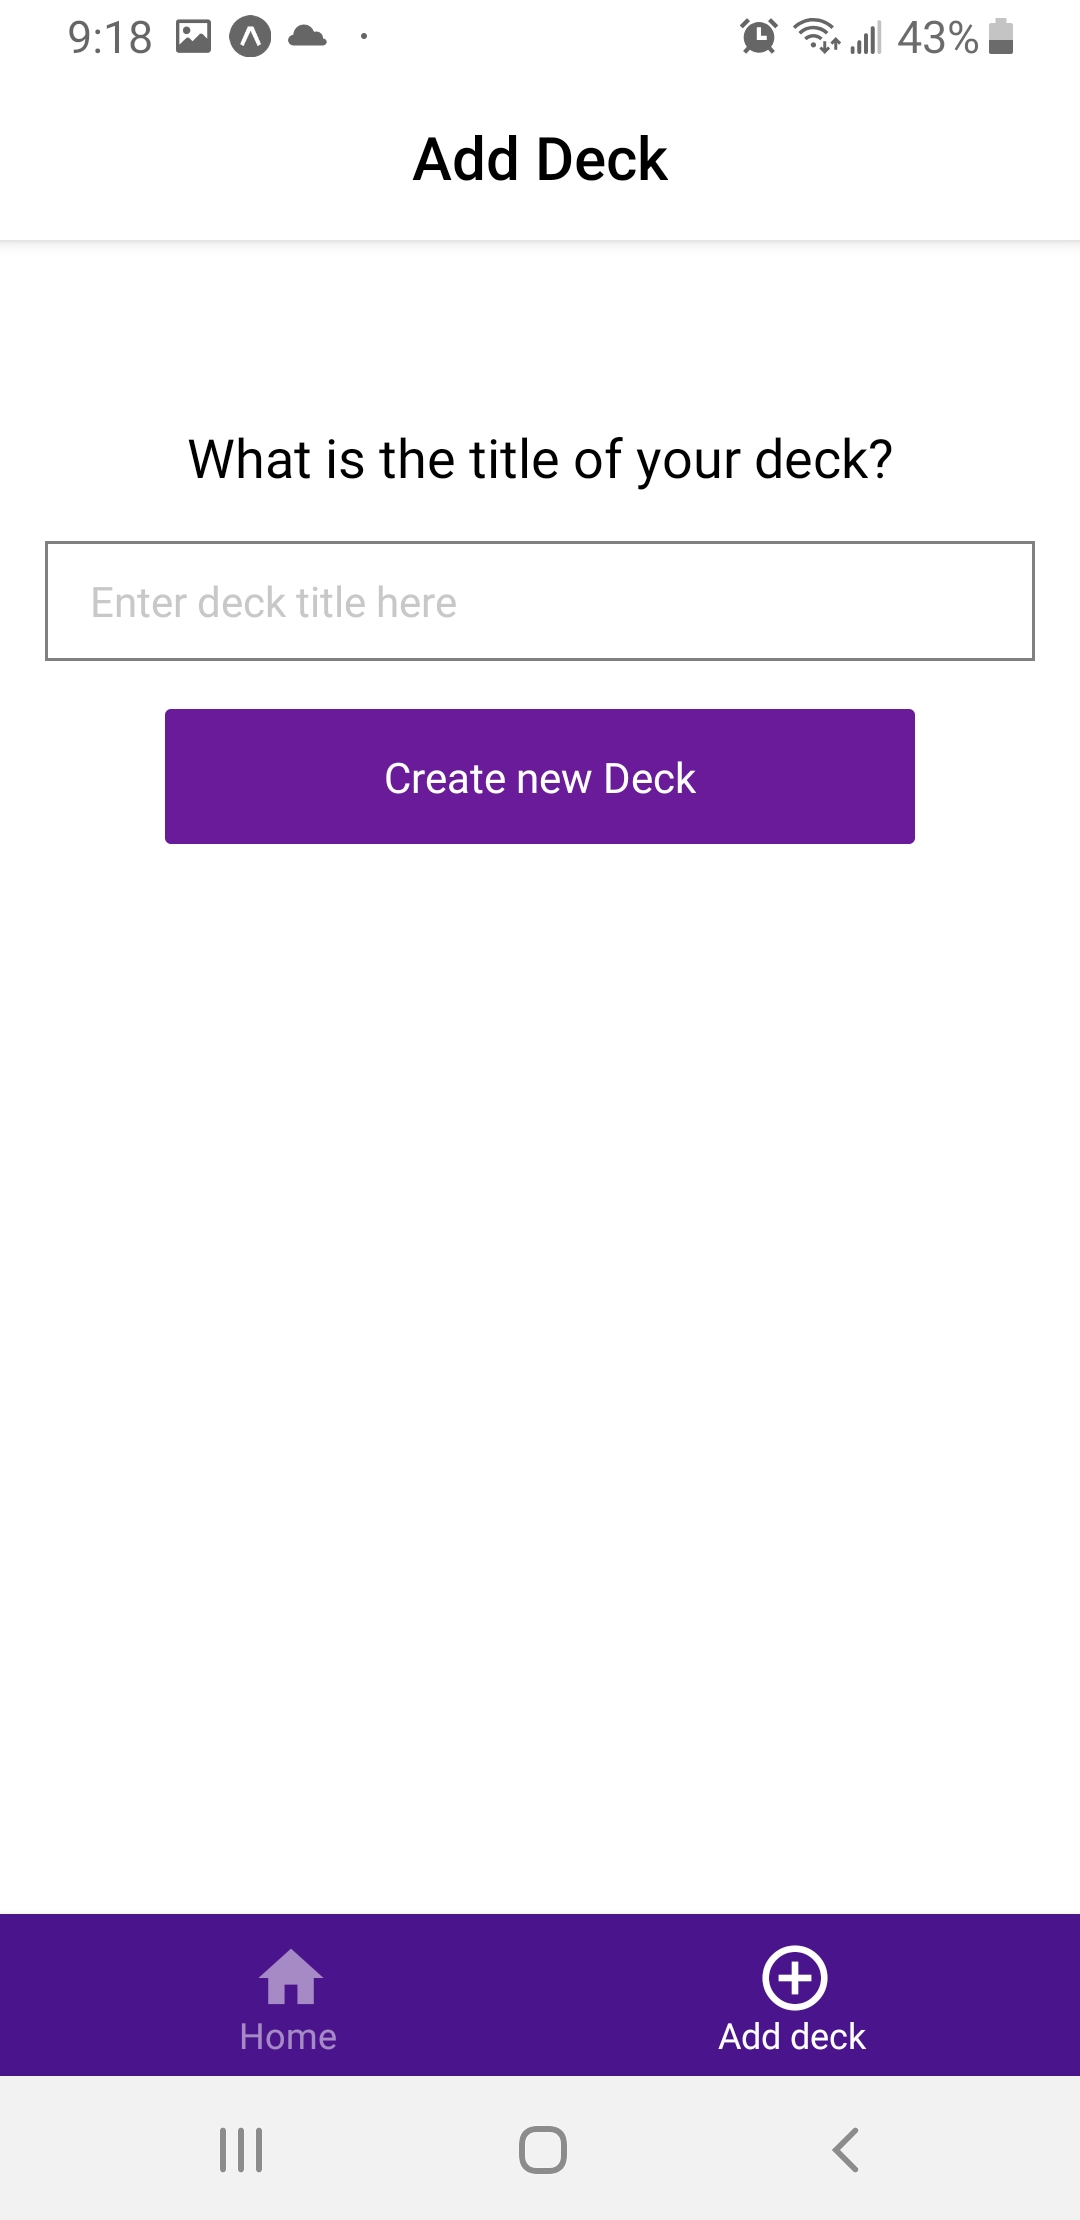 9:18 43%
Add Deck
What is the title of your deck?
Enter deck title here
Create new Deck
Home Add deck